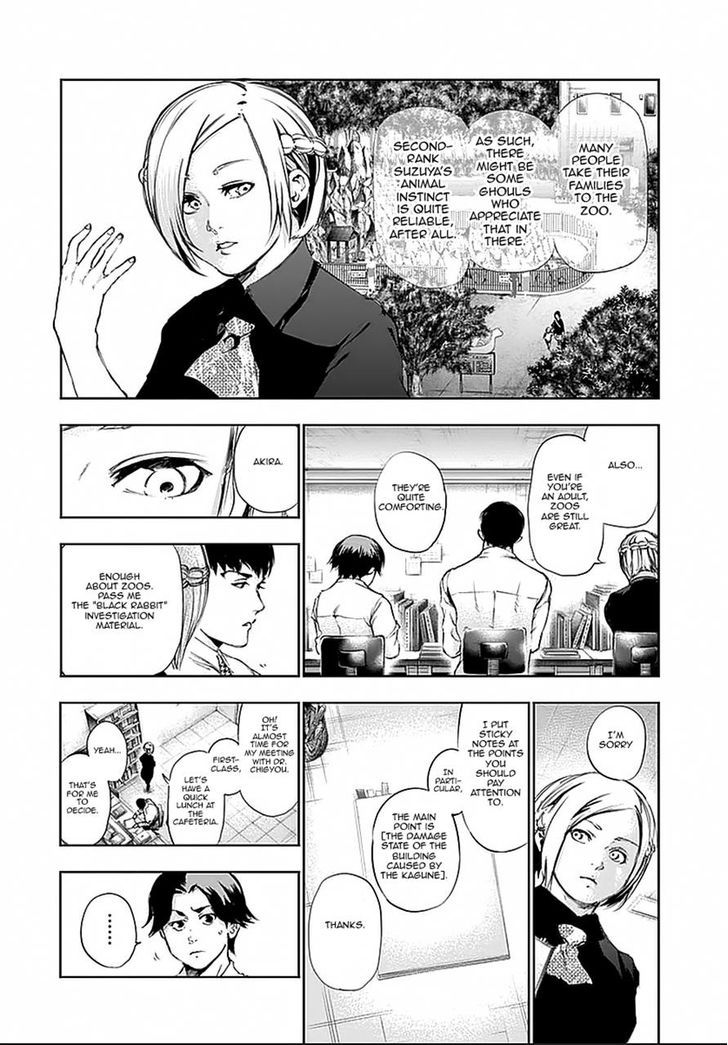 MANY
PEOPLE
TAKE THEIR
FAMILIES
TO THE
ZOO.
AS SUCH,
THERE
MIGHT BE
SOME
GHOULS
WHO
APPRECIATE
THAT IN
THERE.
SECOND-
RANK
SUZUYA'S
ANIMAL
INSTINCT
IS QUITE
RELIABLE,
AFTER ALL.
ALSO...
EVEN IF
YOU'RE
AN ADULT,
ZOOS
ARE STILL
GREAT.
THEY'RE
QUITE
COMFORTING.
AKIRA.
ENOUGH
ABOUT ZOOS.
PASS ME
THE "BLACK RABBIT"
INVESTIGATION
MATERIAL.
I'M
SORRY
I PUT
STICKY
NOTES AT
THE POINTS
YOU
SHOULD
PAY
ATTENTION
TO.
IN
PARTI-
CULAR,
THE MAIN
POINT IS
[THE DAMAGE
STATE OF THE
BUILDING
CAUSED BY
THE KAGUNE].
THANKS.
OH!
IT'S
ALMOST
TIME FOR
MY MEETING
WITH DR.
CHIGYOU.
FIRST-
CLASS,
LET'S
HAVE A
QUICK
LUNCH
AT THE
CAFETERIA.
YEAH...
THAT'S
FOR ME
TO
DECIDE.
......